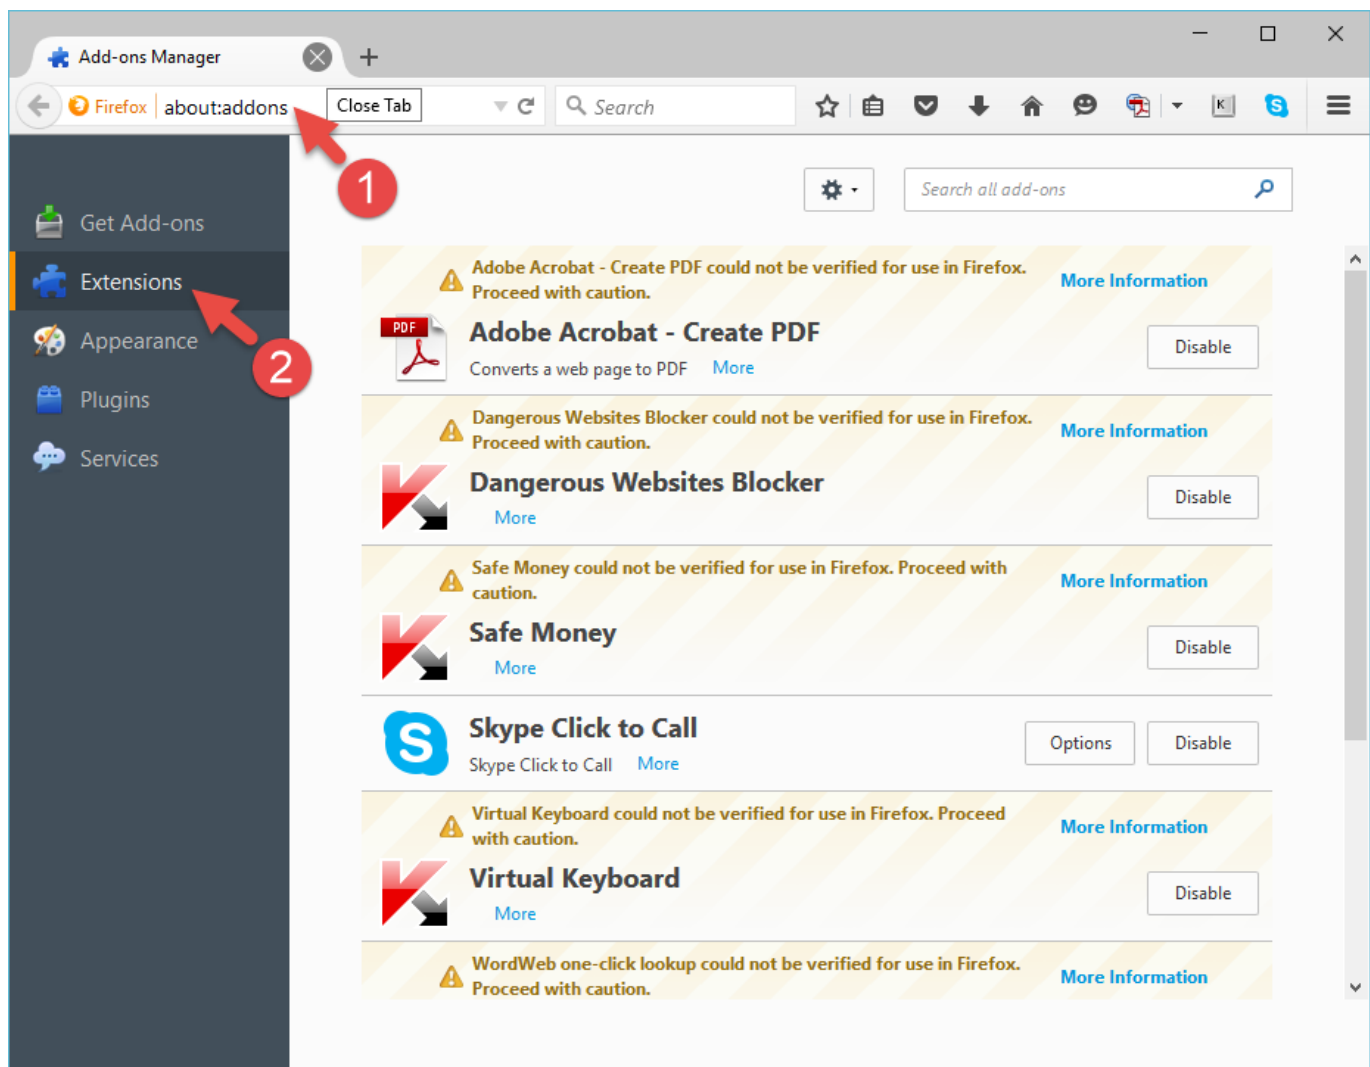 Add-ons Manager
Firefox about:addons Close Tab Search
1
Search all add-ons
Get Add-ons
Extensions
Appearance
2
Plugins
Services
Adobe Acrobat - Create PDF could not be verified for use in Firefox.
Proceed with caution.
More Information
PDF
Adobe Acrobat - Create PDF
Converts a web page to PDF More
Disable
Dangerous Websites Blocker could not be verified for use in Firefox.
Proceed with caution.
More Information
Dangerous Websites Blocker
More
Disable
Safe Money could not be verified for use in Firefox. Proceed with
caution.
More Information
Safe Money
More
Disable
Skype Click to Call
Skype Click to Call More
Options Disable
Virtual Keyboard could not be verified for use in Firefox. Proceed
with caution.
More Information
Virtual Keyboard
More
Disable
WordWeb one-click lookup could not be verified for use in Firefox.
Proceed with caution.
More Information